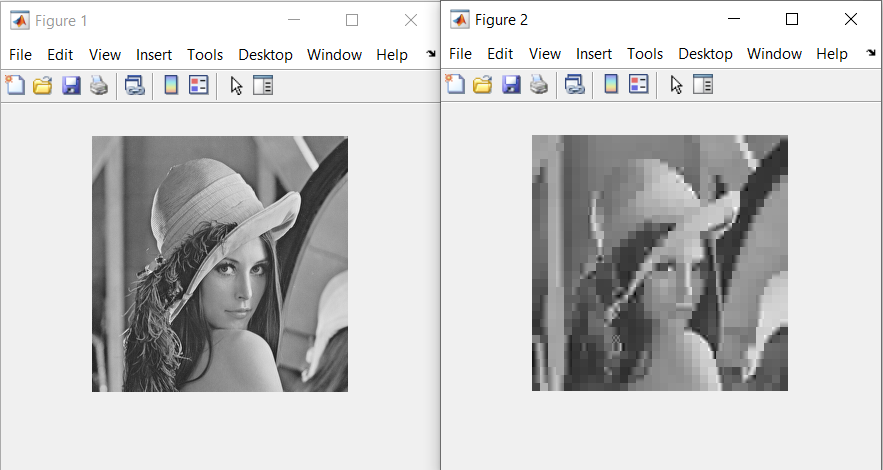 Figure 1
File Edit View Insert Tools Desktop Window Help
Figure 2
File Edit View Insert Tools Desktop Window Help